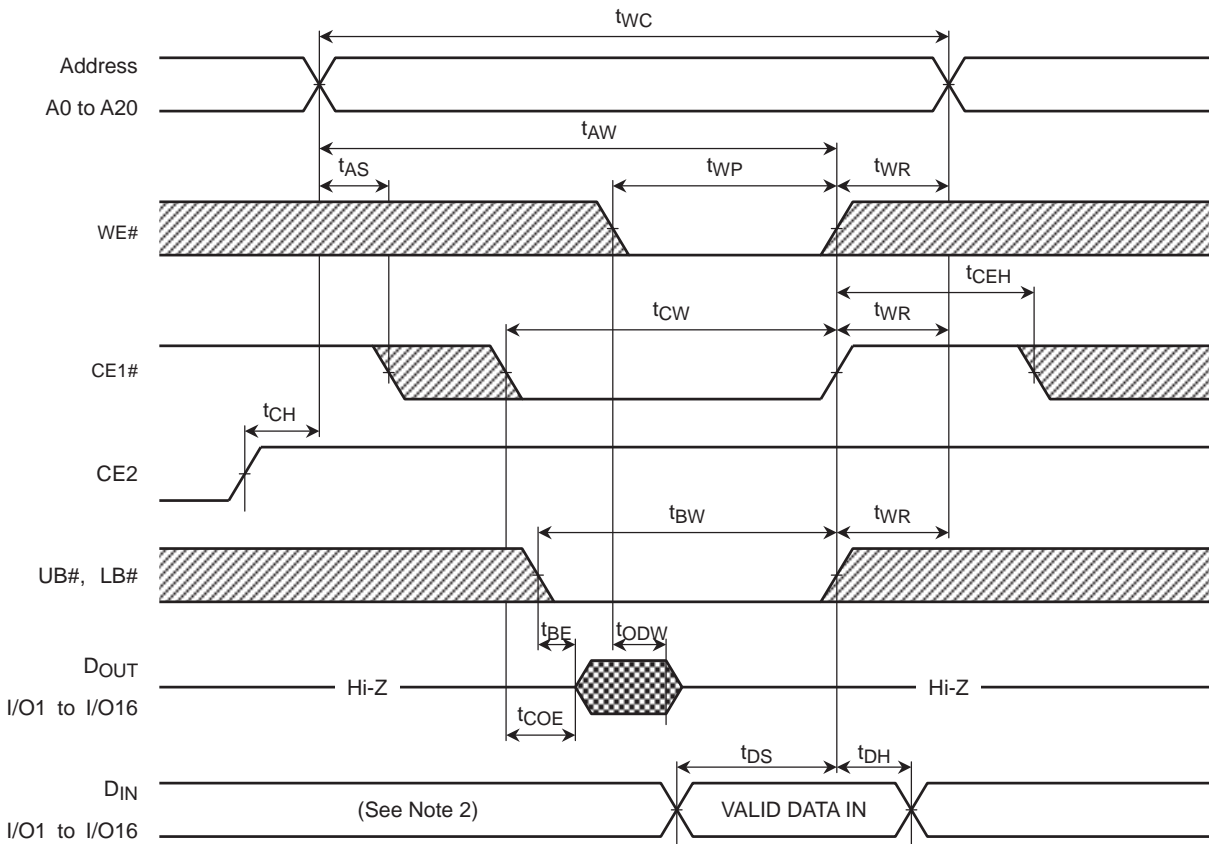 tWC
Address
A0 to A20
tAW
tAS
tWP
tWR
WE#
tCEH
tCW
tWR
CE1#
tCH
CE2
tBW
tWR
UB#, LB#
tBE
tODW
DOUT
I/O1 to I/O16
Hi-Z
Hi-Z
tCOE
tDS
tDH
DIN
I/O1 to I/O16
(See Note 2)
VALID DATA IN